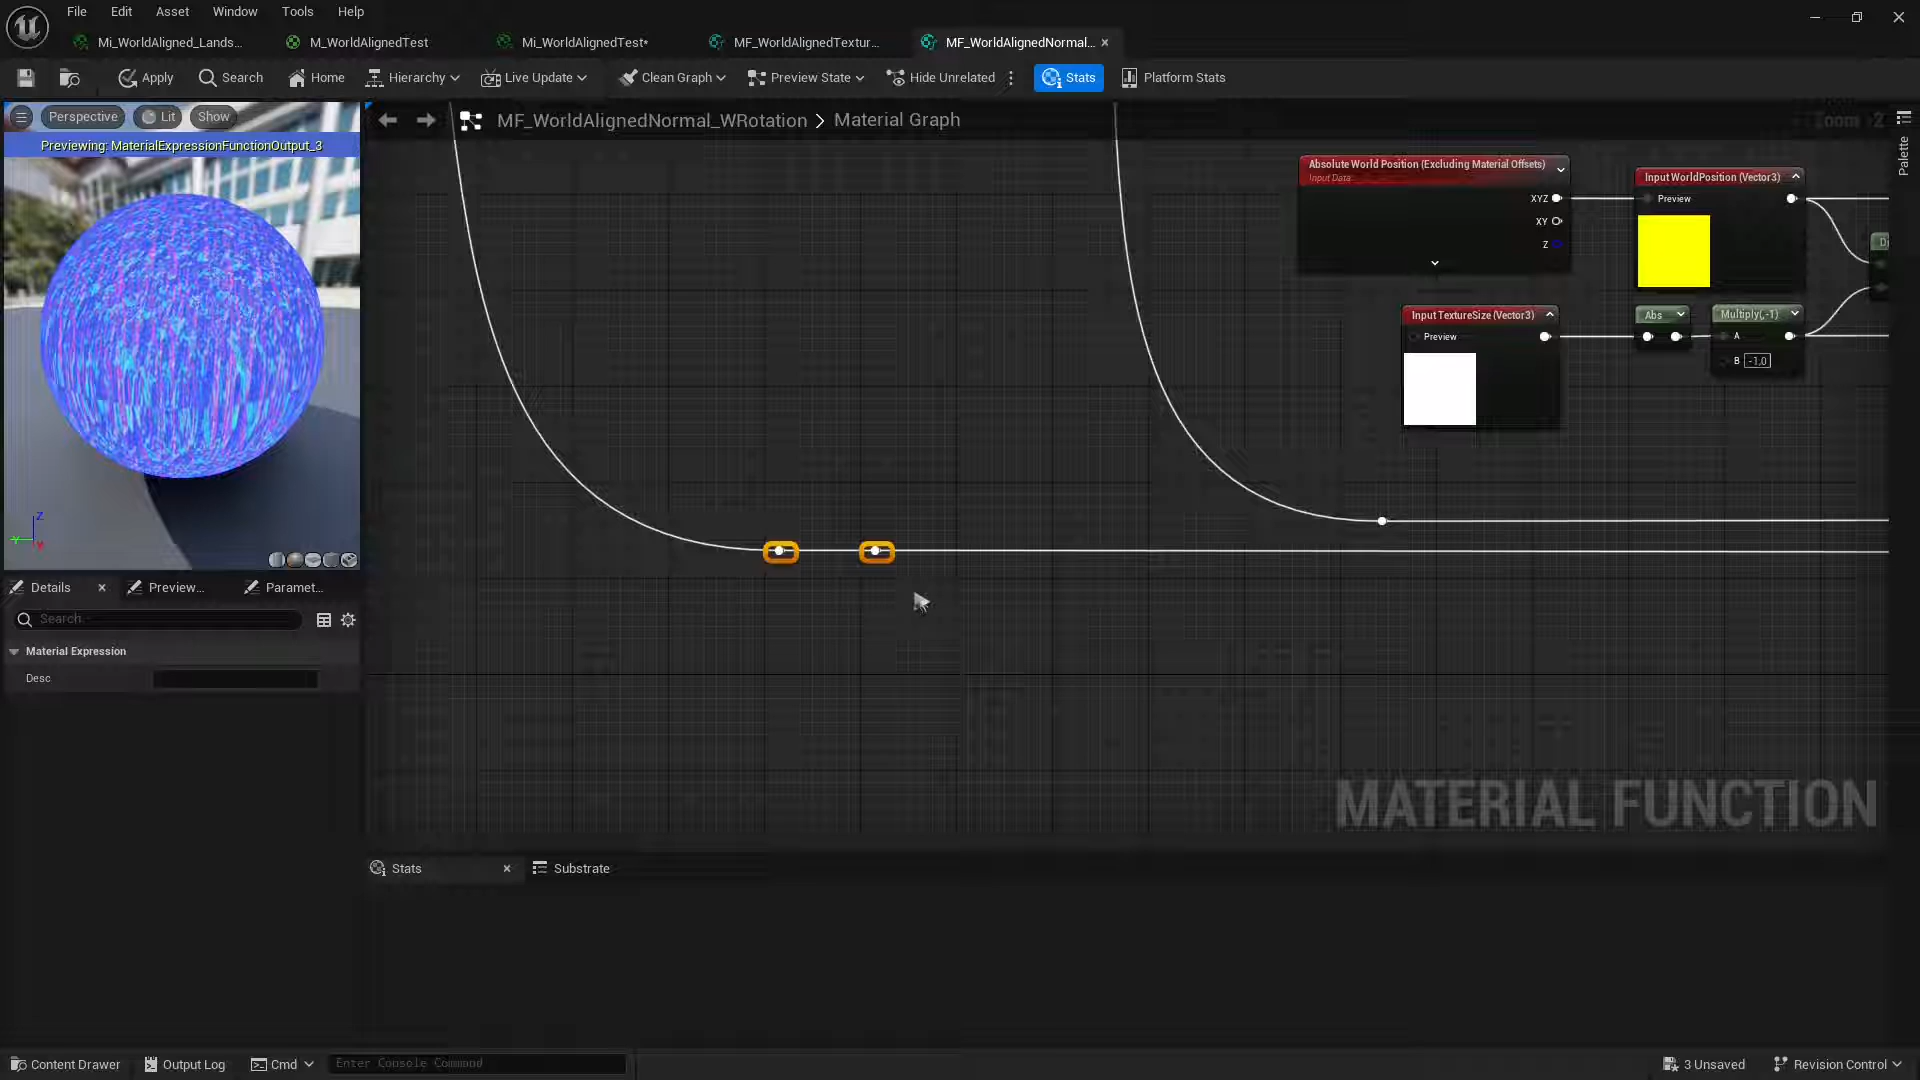 File Edit Asset Window Tools Help
Mi_WorldAligned_Lands...
M_WorldAlignedTest
Mi_WorldAlignedTest*
MF_WorldAlignedTextur...
MF_WorldAlignedNormal...
Apply
Search
Home
Hierarchy
Live Update
Clean Graph
Preview State
Hide Unrelated
Stats
Platform Stats
Perspective
Lit
Show
Previewing: MaterialExpressionFunctionOutput_3
MF_WorldAlignedNormal_WRotation > Material Graph
Palette
Absolute World Position (Excluding Material Offsets)
Input Data
XYZ
XY
Z
Input WorldPosition (Vector3)
Preview
Input TextureSize (Vector3)
Preview
Abs
Multiply(,-1)
A
B -1,0
Z
Y
Details
Preview...
Paramet...
Search
Material Expression
Desc
MATERIAL FUNCTION
Stats
Substrate
Content Drawer
Output Log
Cmd
Enter Console Command
3 Unsaved
Revision Control